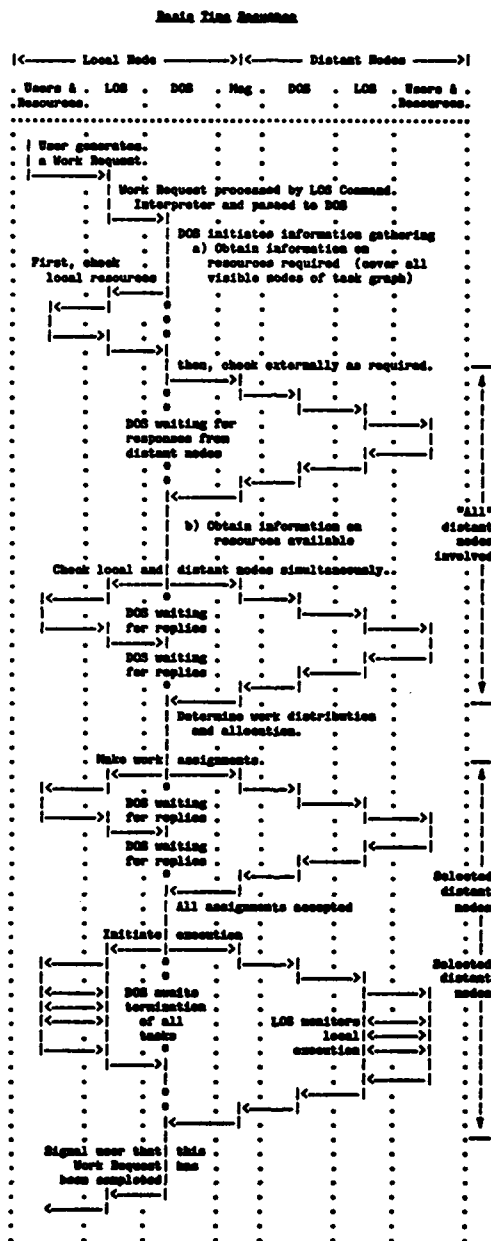 Basic Time Sequence
|<------ Local Node ------>|<------ Distant Nodes ------>|
. Users & . LOS . DOS . Msg . DOS . LOS . Users & .
. Resources. Resources.
User generates
a Work Request.
Work Request processed by LOS Command
Interpreter and passed to DOS
DOS initiates information gathering
a) Obtain information on
First, check resources required (cover all
local resources visible nodes of task graph)
then, check externally as required.
DOS waiting for
responses from
distant nodes
b) Obtain information on
resources available
"All"
distant
nodes
involved
Check local and distant nodes simultaneously.
DOS waiting
for replies
DOS waiting
for replies
Determine work distribution
and allocation.
Make work assignments.
DOS waiting
for replies
DOS waiting
for replies
All assignments accepted
Selected
distant
nodes
Initiate execution
DOS awaits
termination
of all
tasks
LOS monitors
local
execution
Selected
distant
nodes
Signal user that this
Work Request has
been completed